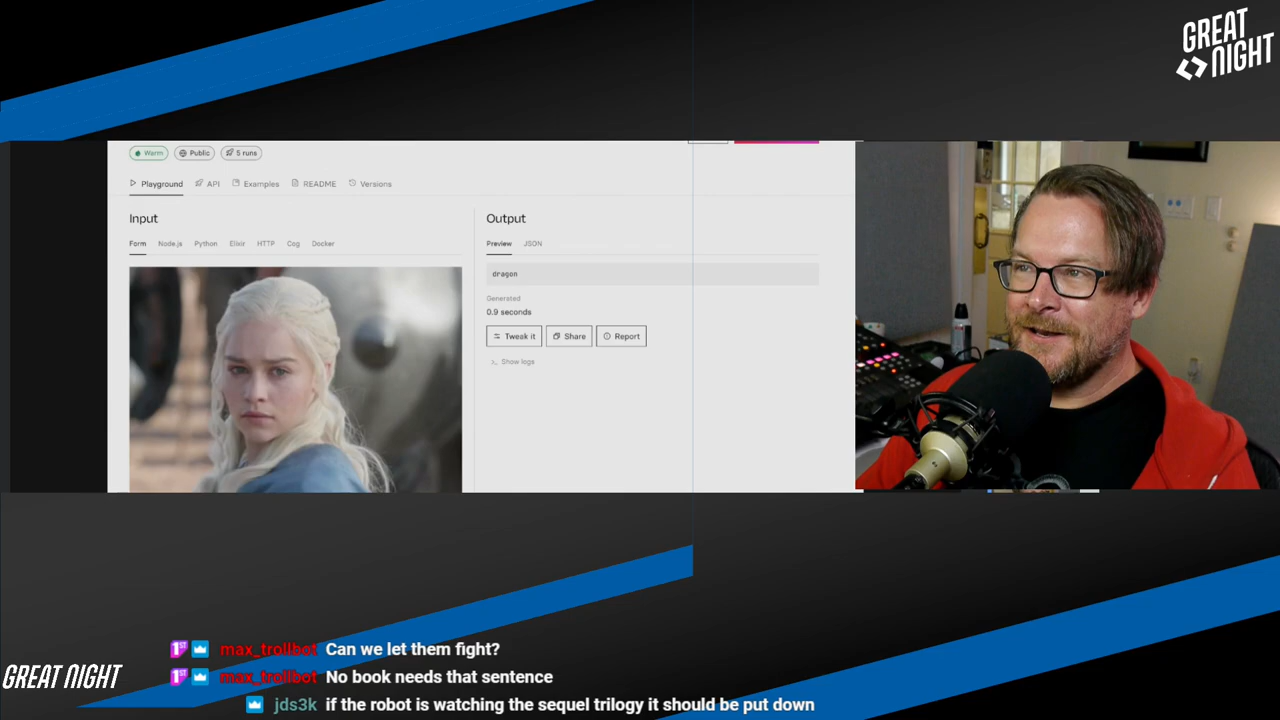 GREAT
NIGHT
Warm
Public
5 runs
Playground
API
Examples
README
Versions
Input
Form
Node.js
Python
Elixir
HTTP
Cog
Docker
Output
Preview
JSON
dragon
Generated
0.9 seconds
Tweak it
Share
Report
Show logs
1ST max_trollbot Can we let them fight?
1ST max_trollbot No book needs that sentence
jds3k if the robot is watching the sequel trilogy it should be put down
GREAT NIGHT